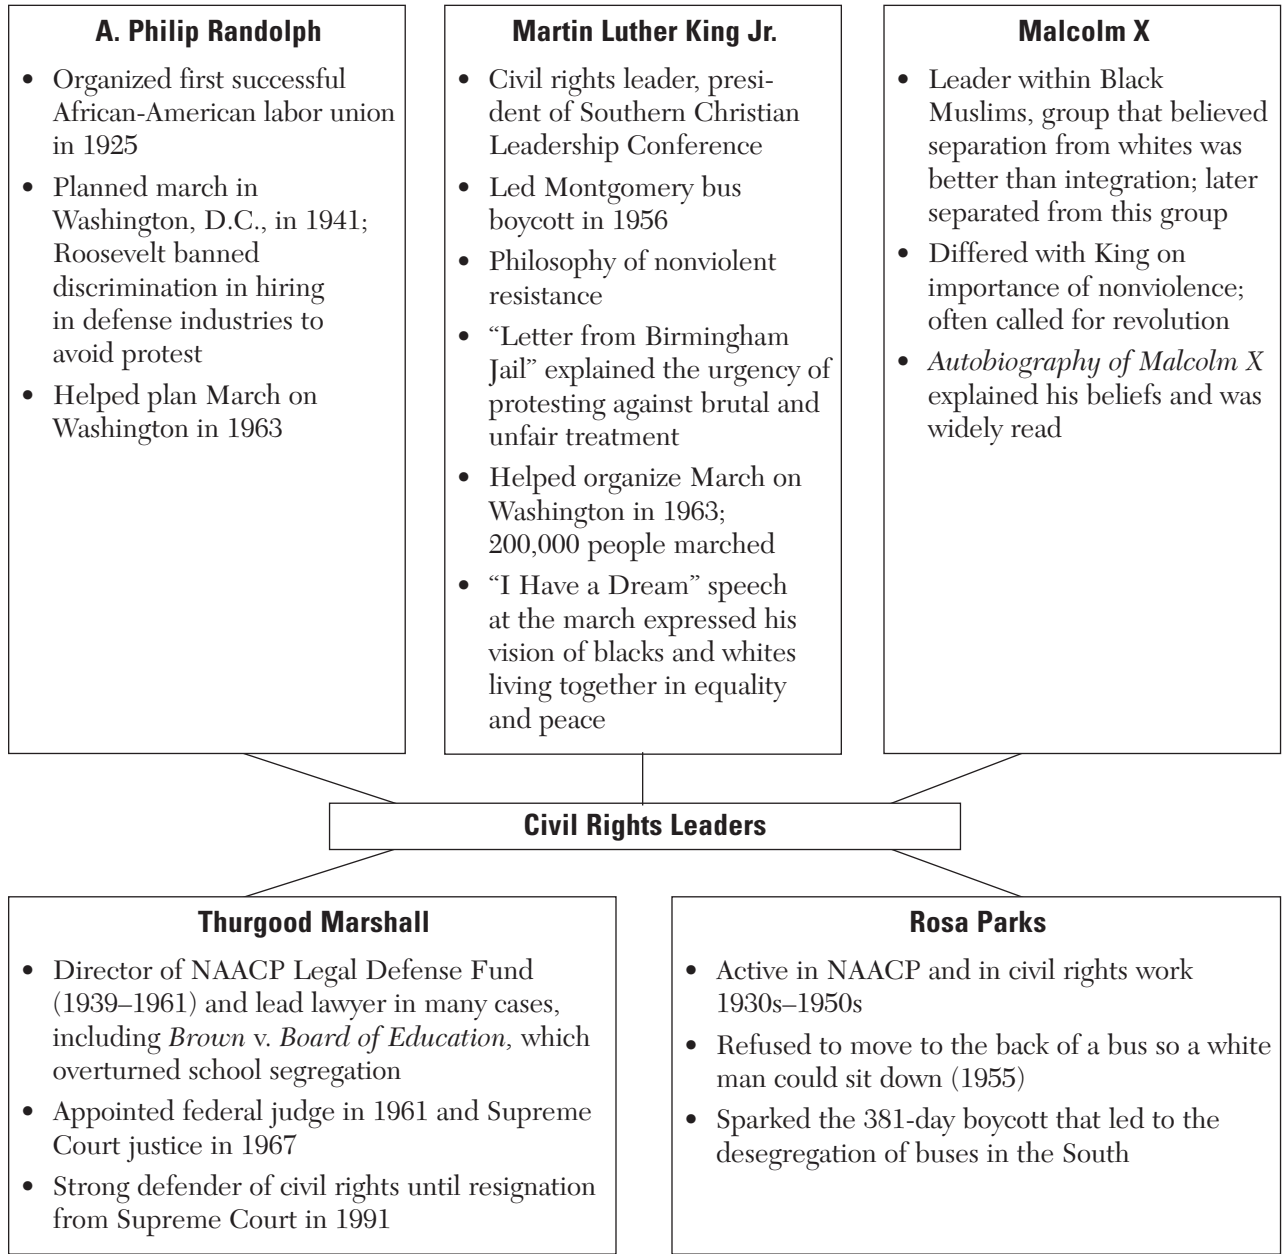 A. Philip Randolph
• Organized first successful
African-American labor union
in 1925
• Planned march in
Washington, D.C., in 1941;
Roosevelt banned
discrimination in hiring
in defense industries to
avoid protest
• Helped plan March on
Washington in 1963
Martin Luther King Jr.
• Civil rights leader, presi-
dent of Southern Christian
Leadership Conference
• Led Montgomery bus
boycott in 1956
• Philosophy of nonviolent
resistance
• “Letter from Birmingham
Jail” explained the urgency of
protesting against brutal and
unfair treatment
• Helped organize March on
Washington in 1963;
200,000 people marched
• “I Have a Dream” speech
at the march expressed his
vision of blacks and whites
living together in equality
and peace
Malcolm X
• Leader within Black
Muslims, group that believed
separation from whites was
better than integration; later
separated from this group
• Differed with King on
importance of nonviolence;
often called for revolution
• Autobiography of Malcolm X
explained his beliefs and was
widely read
Civil Rights Leaders
Thurgood Marshall
• Director of NAACP Legal Defense Fund
(1939–1961) and lead lawyer in many cases,
including Brown v. Board of Education, which
overturned school segregation
• Appointed federal judge in 1961 and Supreme
Court justice in 1967
• Strong defender of civil rights until resignation
from Supreme Court in 1991
Rosa Parks
• Active in NAACP and in civil rights work
1930s–1950s
• Refused to move to the back of a bus so a white
man could sit down (1955)
• Sparked the 381-day boycott that led to the
desegregation of buses in the South